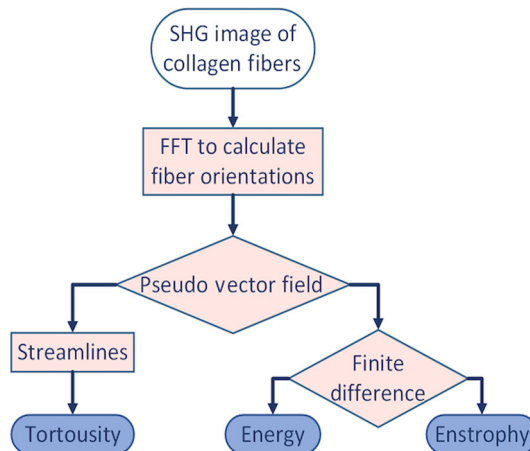 SHG image of
collagen fibers
FFT to calculate
fiber orientations
Pseudo vector field
Streamlines
Finite
difference
Tortousity
Energy
Enstrophy